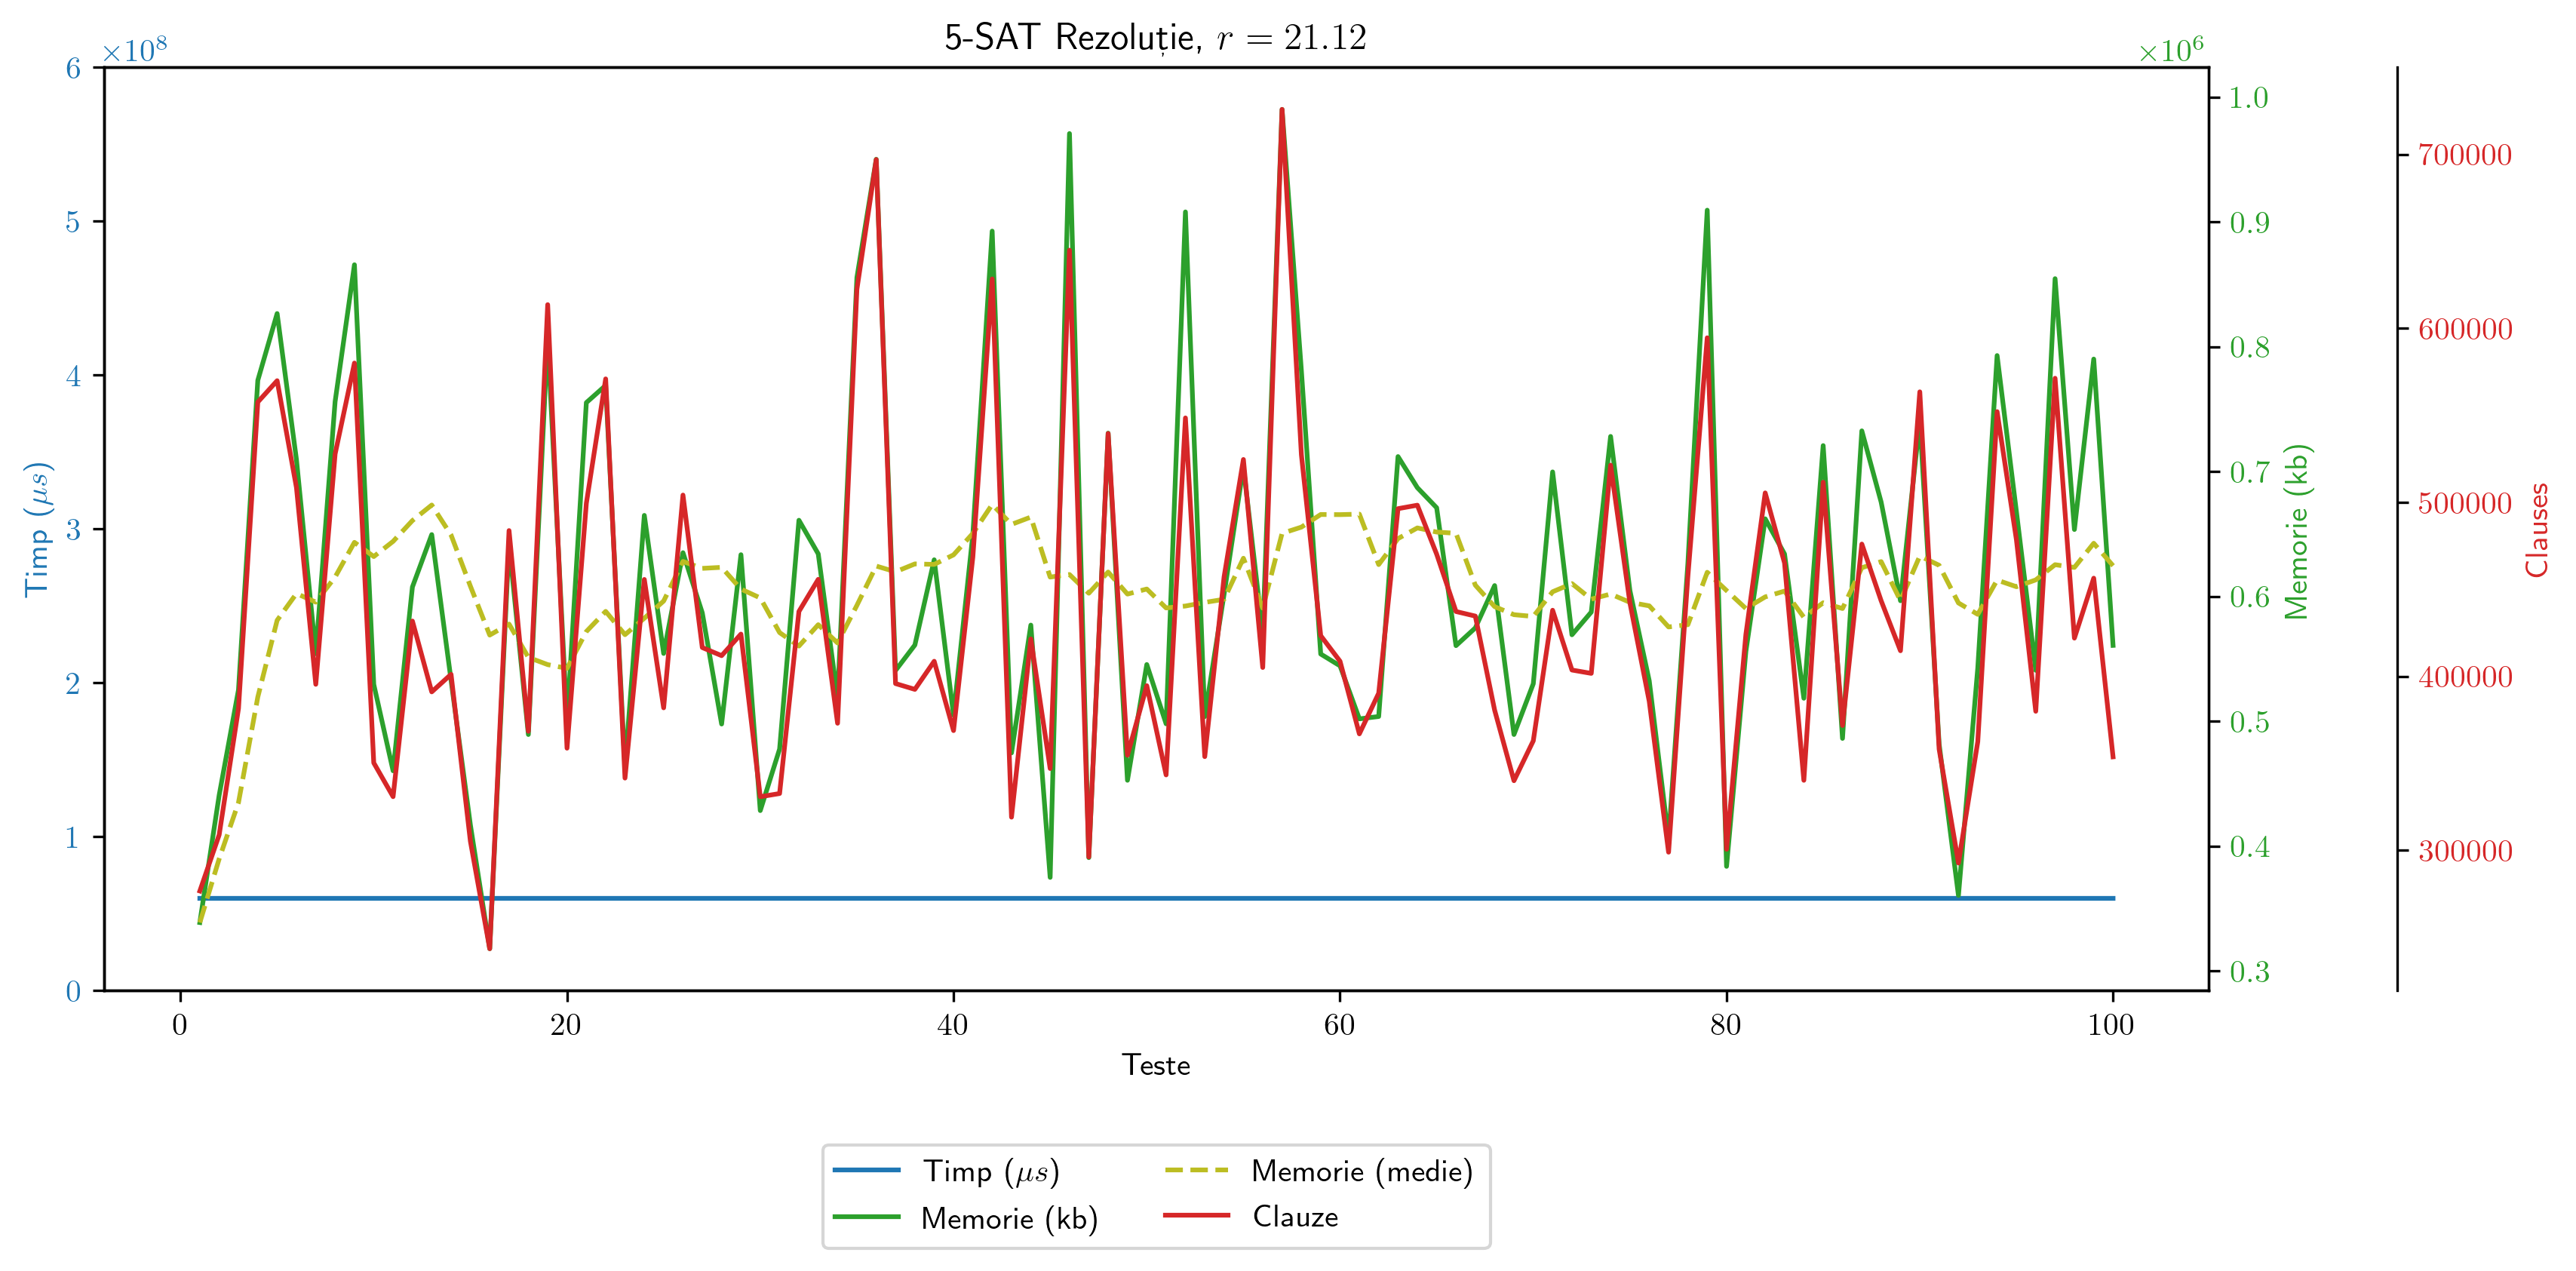 5-SAT Rezoluție, r = 21.12
×10⁸
×10⁶
6
5
4
3
2
1
0
Timp (μs)
1.0
0.9
0.8
0.7
0.6
0.5
0.4
0.3
Memorie (kb)
700000
600000
500000
400000
300000
Clauses
0 20 40 60 80 100
Teste
Timp (μs)
Memorie (kb)
Memorie (medie)
Clauze